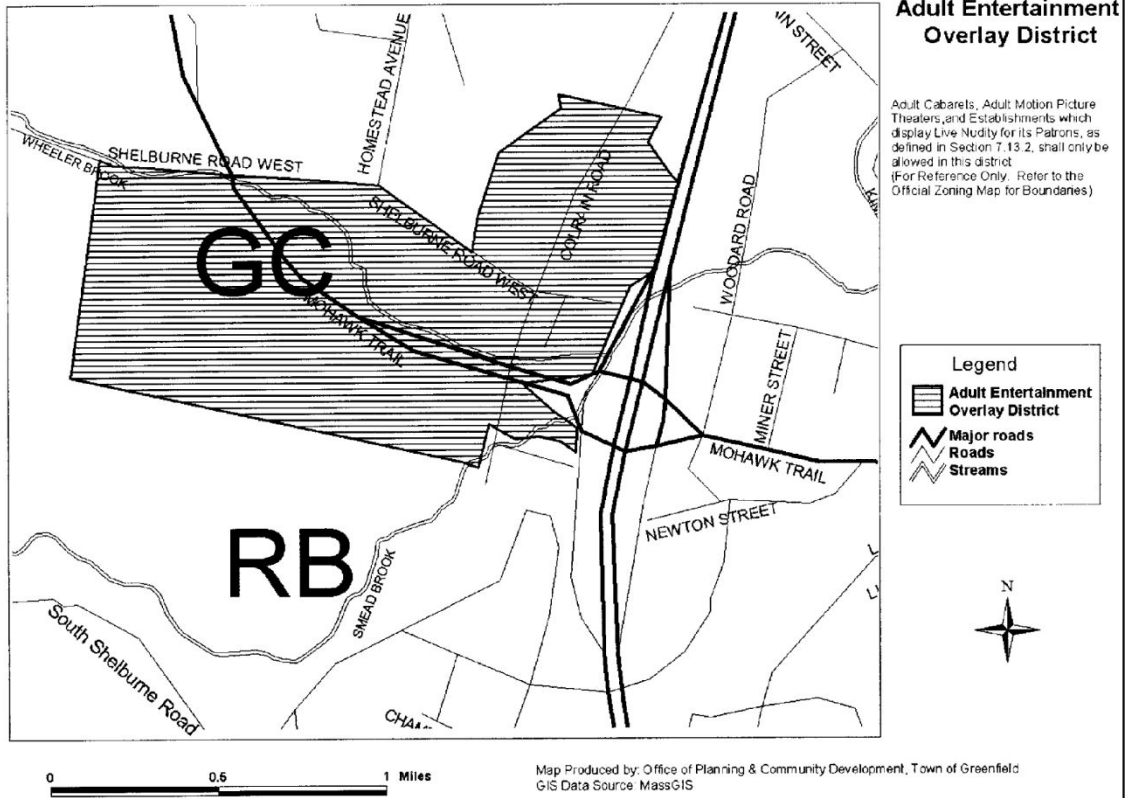 Adult Entertainment
Overlay District
Adult Cabarels, Adult Motion Picture
Theaters, and Establishments which
display Live Nudity for its Patrons, as
defined in Section 7.13.2, shall only be
allowed in this district
(For Reference Only. Refer to the
Official Zoning Map for Boundaries)
HOMESTEAD AVENUE
STREET
WHEELER BROOK
SHELBURNE ROAD WEST
SHELBURNE ROAD WEST
COLRAIN ROAD
WOODARD ROAD
GC
MOHAWK TRAIL
MINER STREET
MOHAWK TRAIL
NEWTON STREET
RB
SMEAD BROOK
South Shelburne Road
Legend
Adult Entertainment
Overlay District
Major roads
Roads
Streams
N
0 0.5 1 Miles
Map Produced by: Office of Planning & Community Development, Town of Greenfield
GIS Data Source: MassGIS